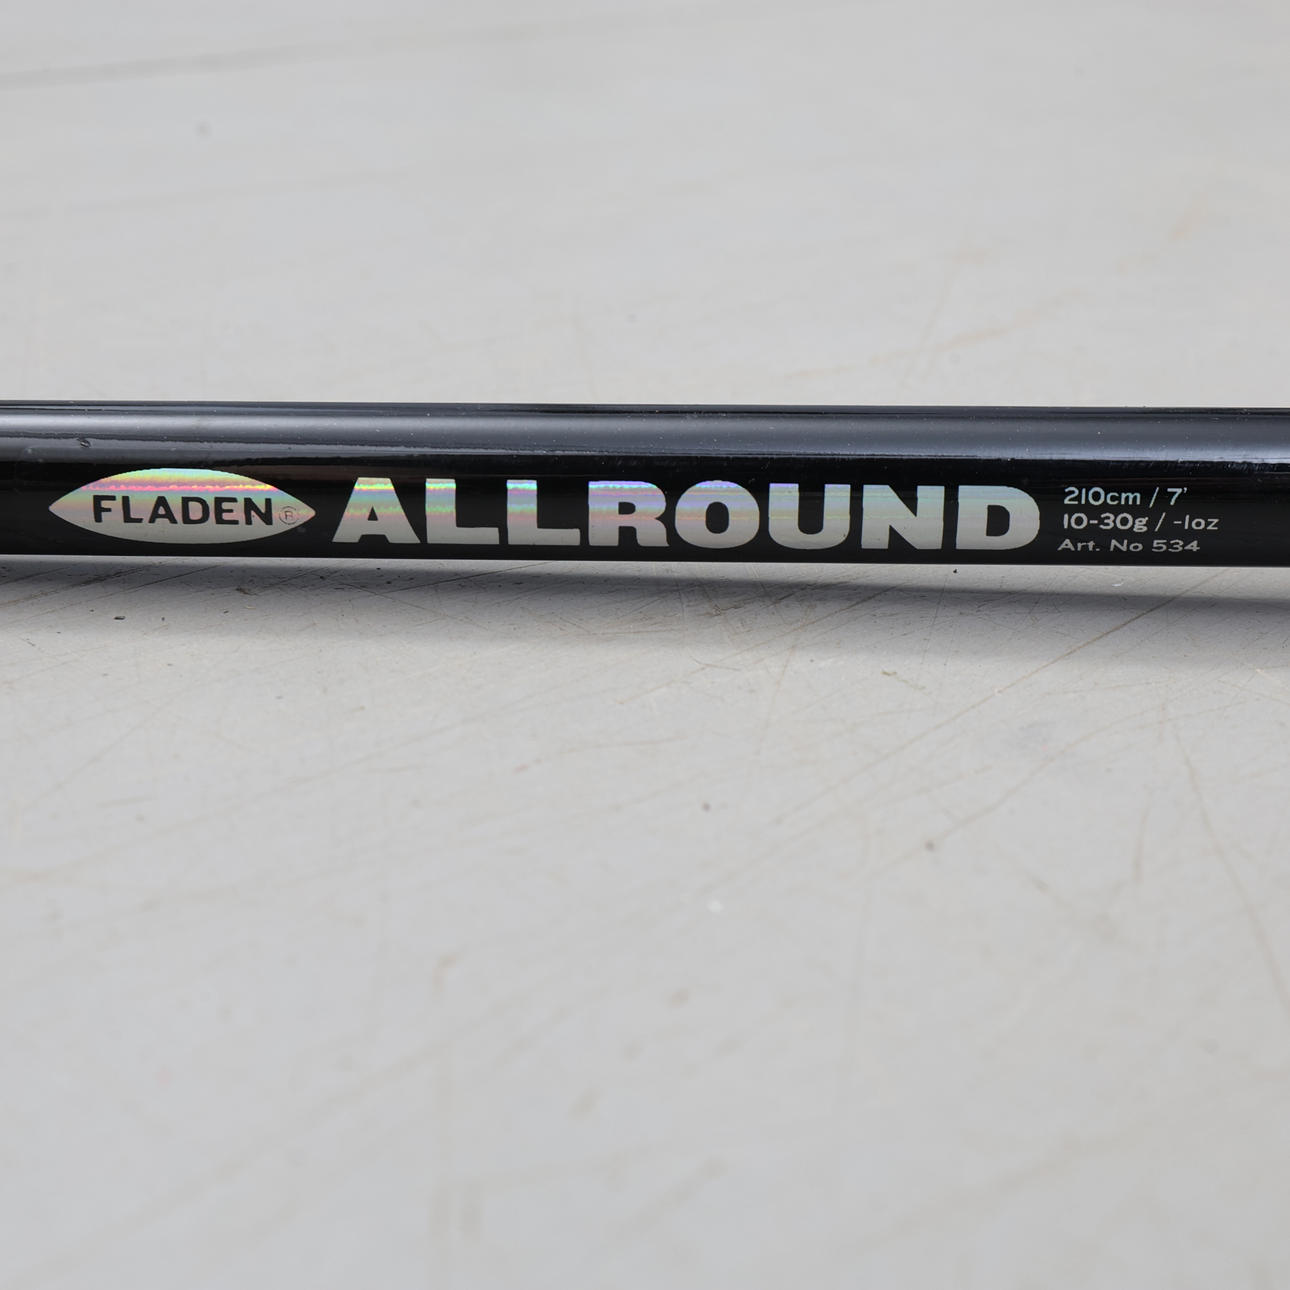 FLADEN® ALLROUND
210cm / 7'
10-30g / -1oz
Art. No 534